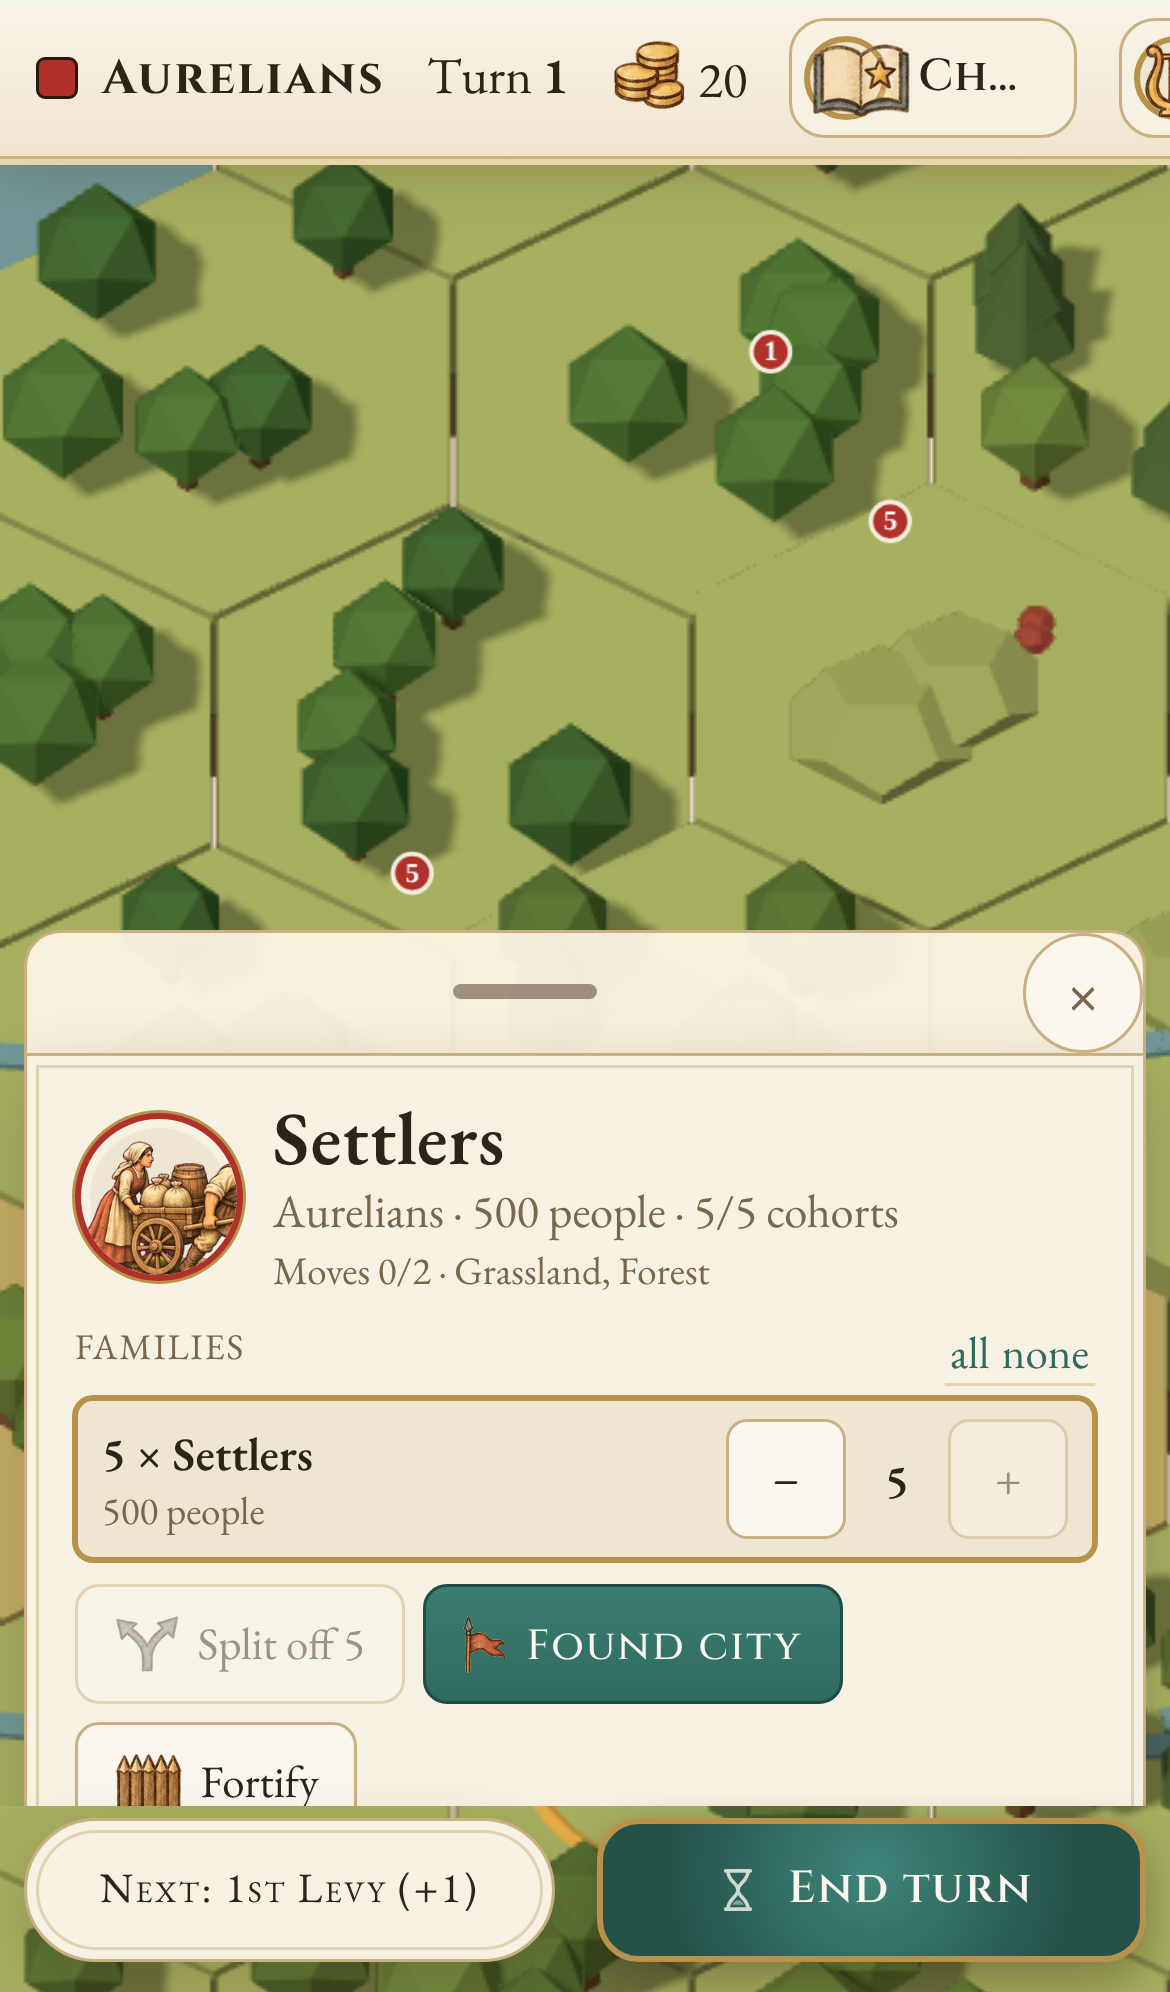 AURELIANS Turn 1 20 CH...
1
5
5
×
Settlers
Aurelians · 500 people · 5/5 cohorts
Moves 0/2 · Grassland, Forest
FAMILIES all none
5 × Settlers
500 people
− 5 +
Split off 5 FOUND CITY
Fortify
NEXT: 1ST LEVY (+1) END TURN